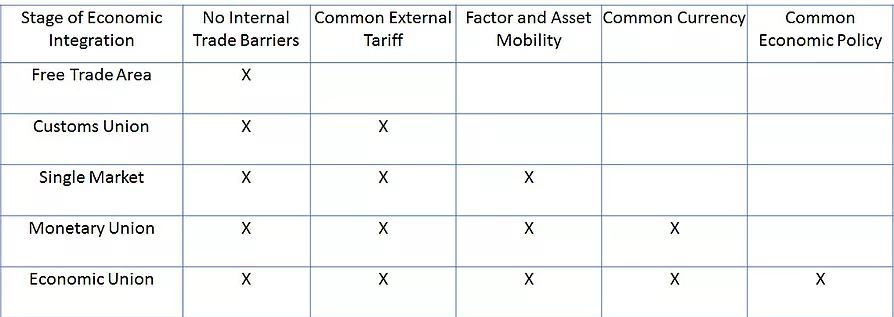 Stage of Economic Integration	No Internal Trade Barriers	Common External Tariff	Factor and Asset Mobility	Common Currency	Common Economic Policy
Free Trade Area	X
Customs Union	X	X
Single Market	X	X	X
Monetary Union	X	X	X	X
Economic Union	X	X	X	X	X